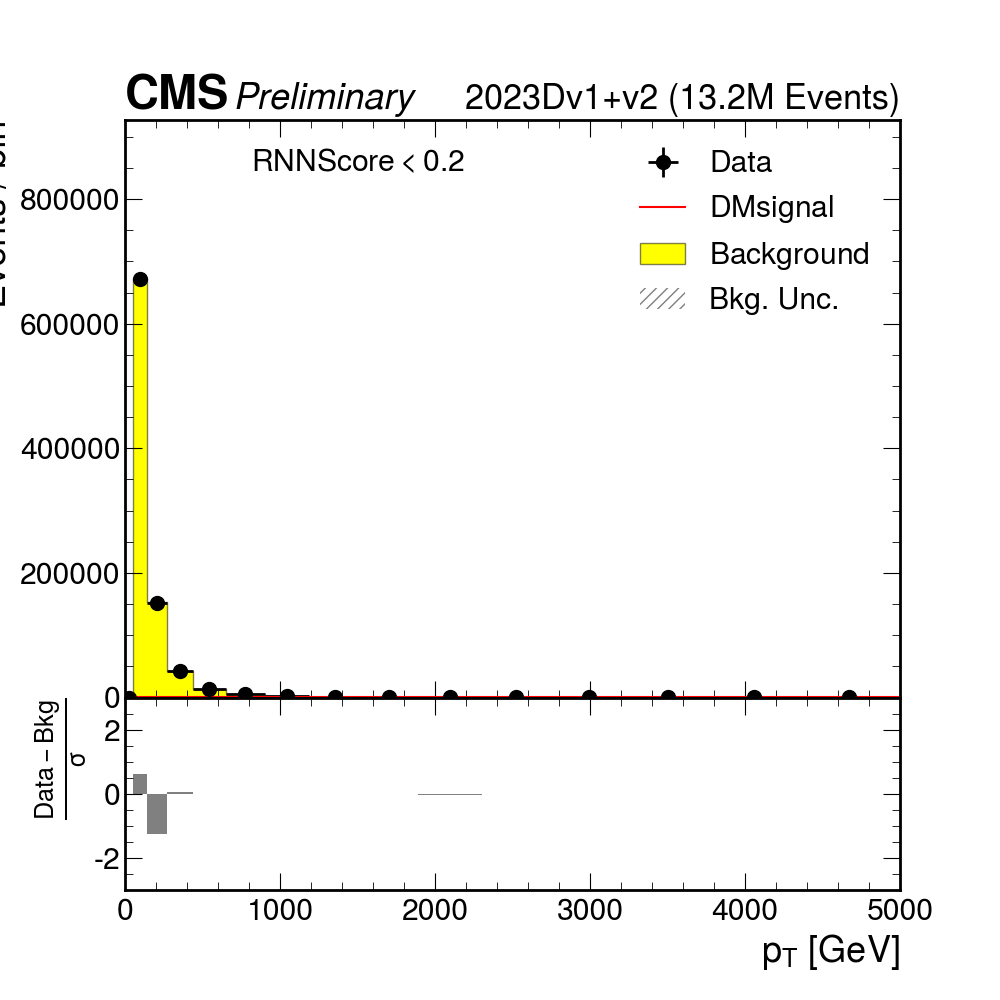 CMS Preliminary 2023Dv1+v2 (13.2M Events)
RNNScore < 0.2
Data
DMsignal
Background
Bkg. Unc.
800000
600000
400000
200000
0
Data – Bkg
σ
2
0
-2
0 1000 2000 3000 4000 5000
pT [GeV]